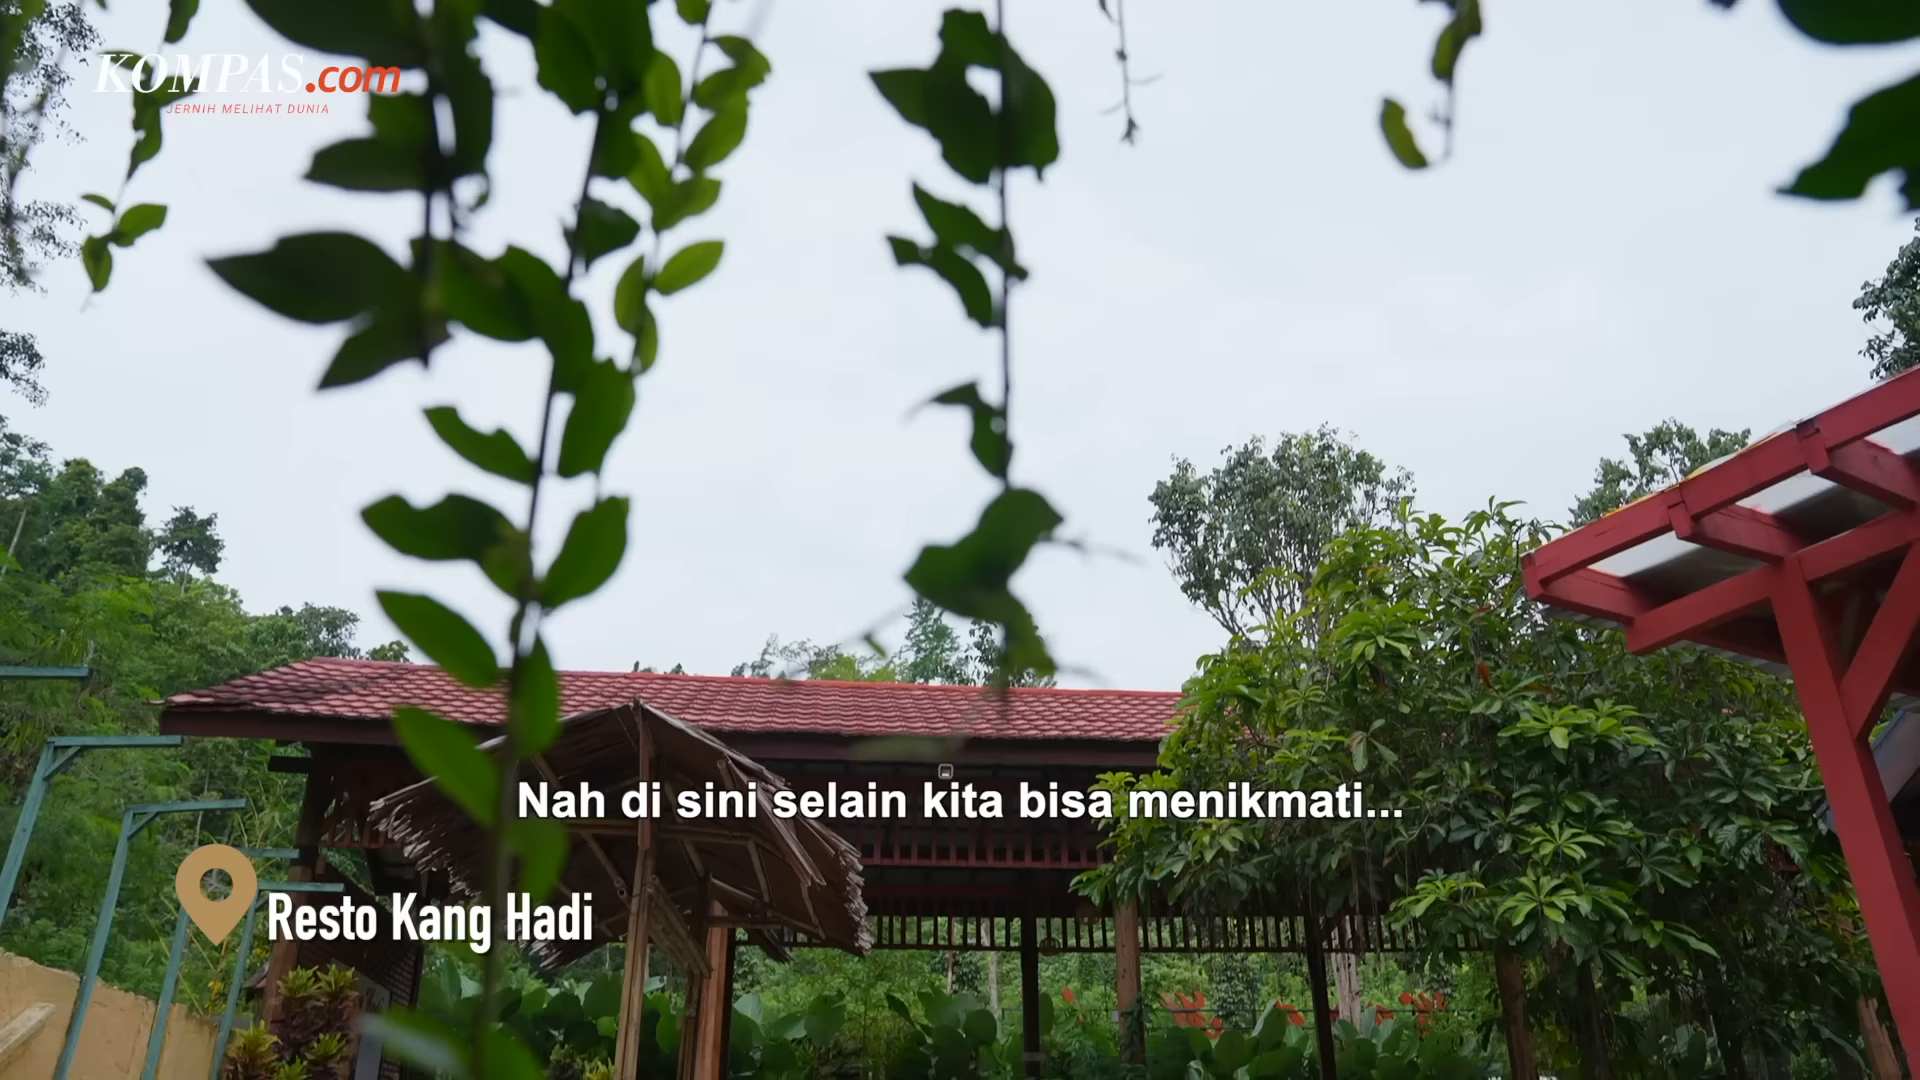 KOMPAS.com
JERNIH MELIHAT DUNIA
Nah di sini selain kita bisa menikmati...
Resto Kang Hadi